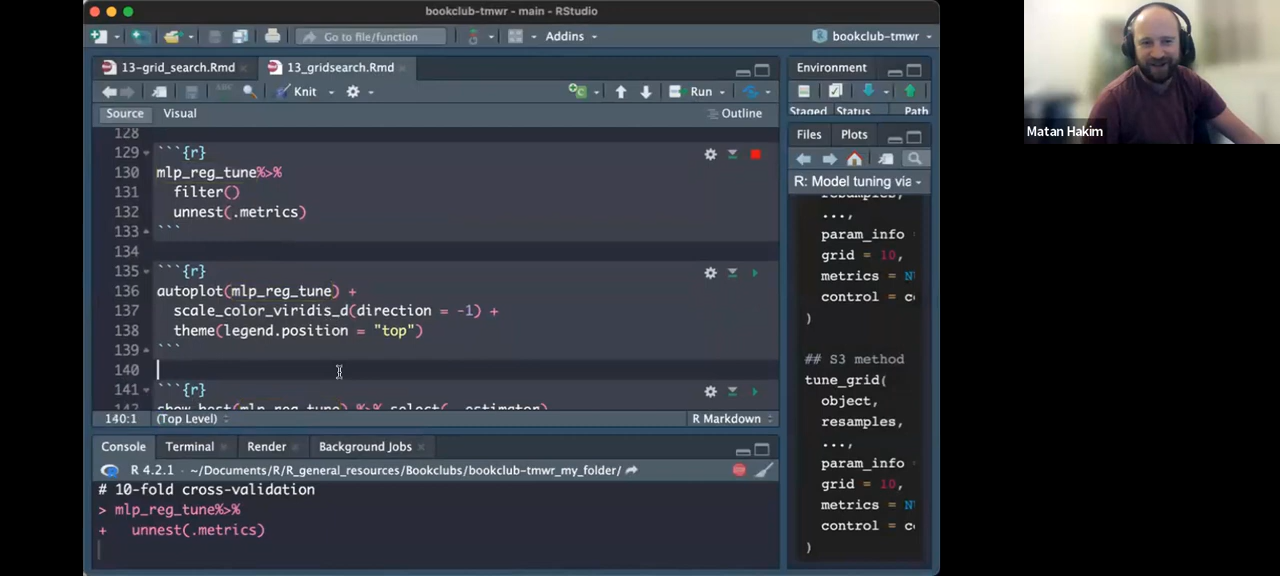 bookclub-tmwr - main - RStudio
Go to file/function
Addins
bookclub-tmwr
13-grid_search.Rmd
13_gridsearch.Rmd
Knit
Run
Source
Visual
Outline
128
129 ```{r}
130 mlp_reg_tune%>%
131 filter()
132 unnest(.metrics)
133 ```
134
135 ```{r}
136 autoplot(mlp_reg_tune) +
137 scale_color_viridis_d(direction = -1) +
138 theme(legend.position = "top")
139 ```
140
141 ```{r}
142 show_best(mlp_reg_tune) %>% select(-.estimator)
140:1
(Top Level)
R Markdown
Console
Terminal
Render
Background Jobs
R 4.2.1 · ~/Documents/R/R_general_resources/Bookclubs/bookclub-tmwr_my_folder/
# 10-fold cross-validation
> mlp_reg_tune%>%
+ unnest(.metrics)
Environment
Staged
Status
Path
Files
Plots
R: Model tuning via
resamples,
...,
param_info
grid = 10,
metrics = N
control = c
)
## S3 method
tune_grid(
object,
resamples,
...,
param_info
grid = 10,
metrics = N
control = c
)
Matan Hakim